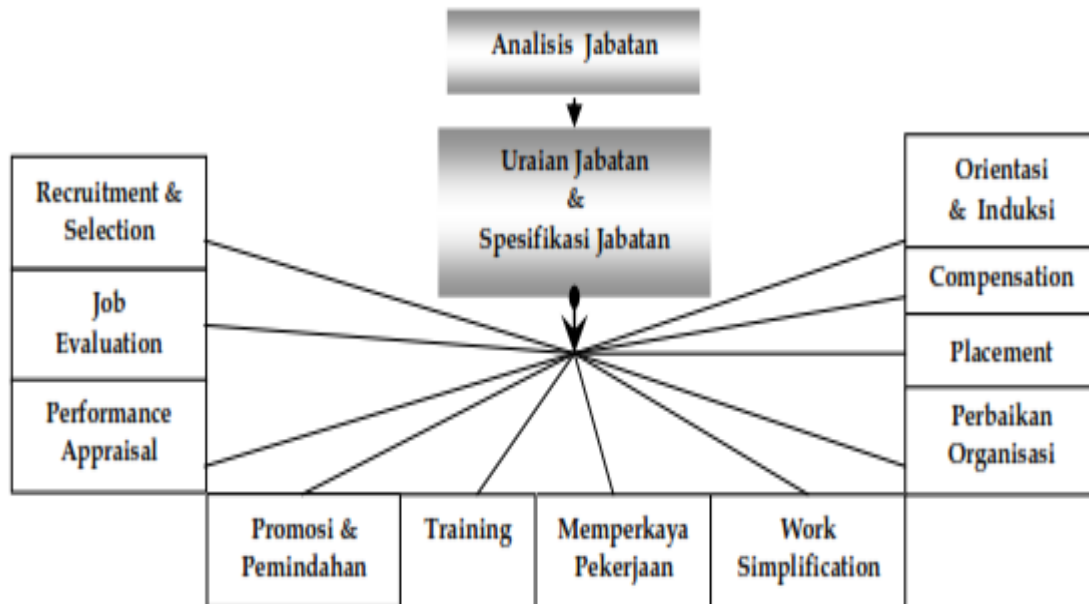 Analisis Jabatan
Uraian Jabatan
&
Spesifikasi Jabatan
Recruitment &
Selection
Job
Evaluation
Performance
Appraisal
Orientasi
& Induksi
Compensation
Placement
Perbaikan
Organisasi
Promosi &
Pemindahan
Training
Memperkaya
Pekerjaan
Work
Simplification